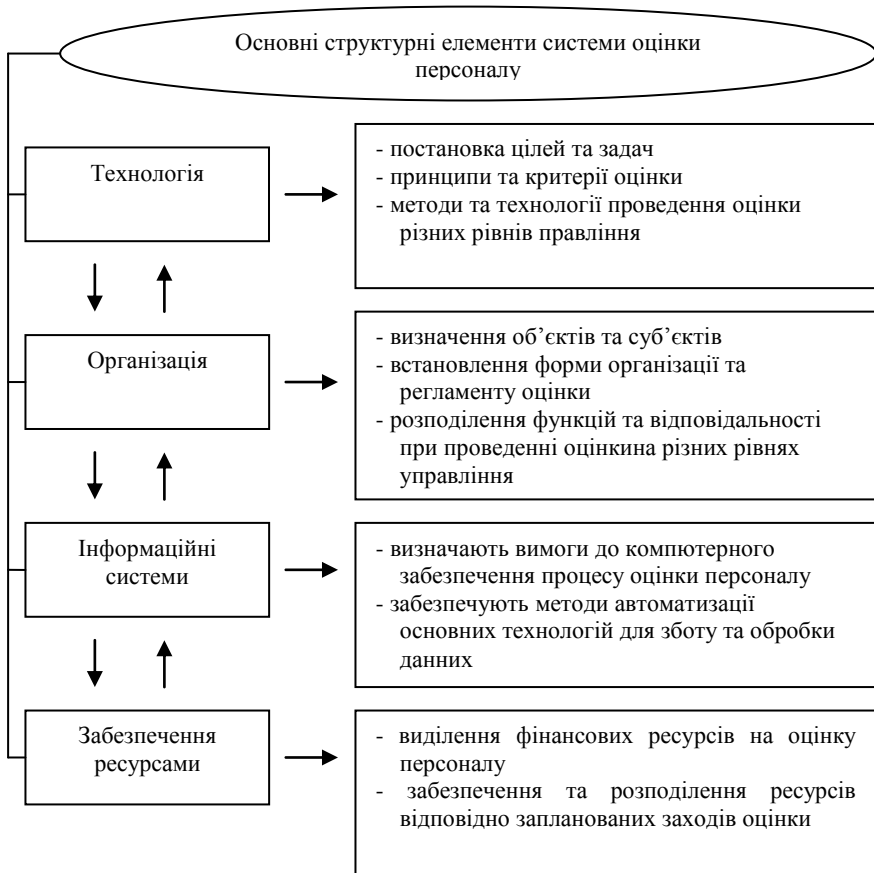 Основні структурні елементи системи оцінки
персоналу
Технологія
- постановка цілей та задач
- принципи та критерії оцінки
- методи та технології проведення оцінки
різних рівнів правління
Організація
- визначення об’єктів та суб’єктів
- встановлення форми організації та
регламенту оцінки
- розподілення функцій та відповідальності
при проведенні оцінкина різних рівнях
управління
Інформаційні
системи
- визначають вимоги до компютерного
забезпечення процесу оцінки персоналу
- забезпечують методи автоматизації
основних технологій для зботу та обробки
данних
Забезпечення
ресурсами
- виділення фінансових ресурсів на оцінку
персоналу
- забезпечення та розподілення ресурсів
відповідно запланованих заходів оцінки